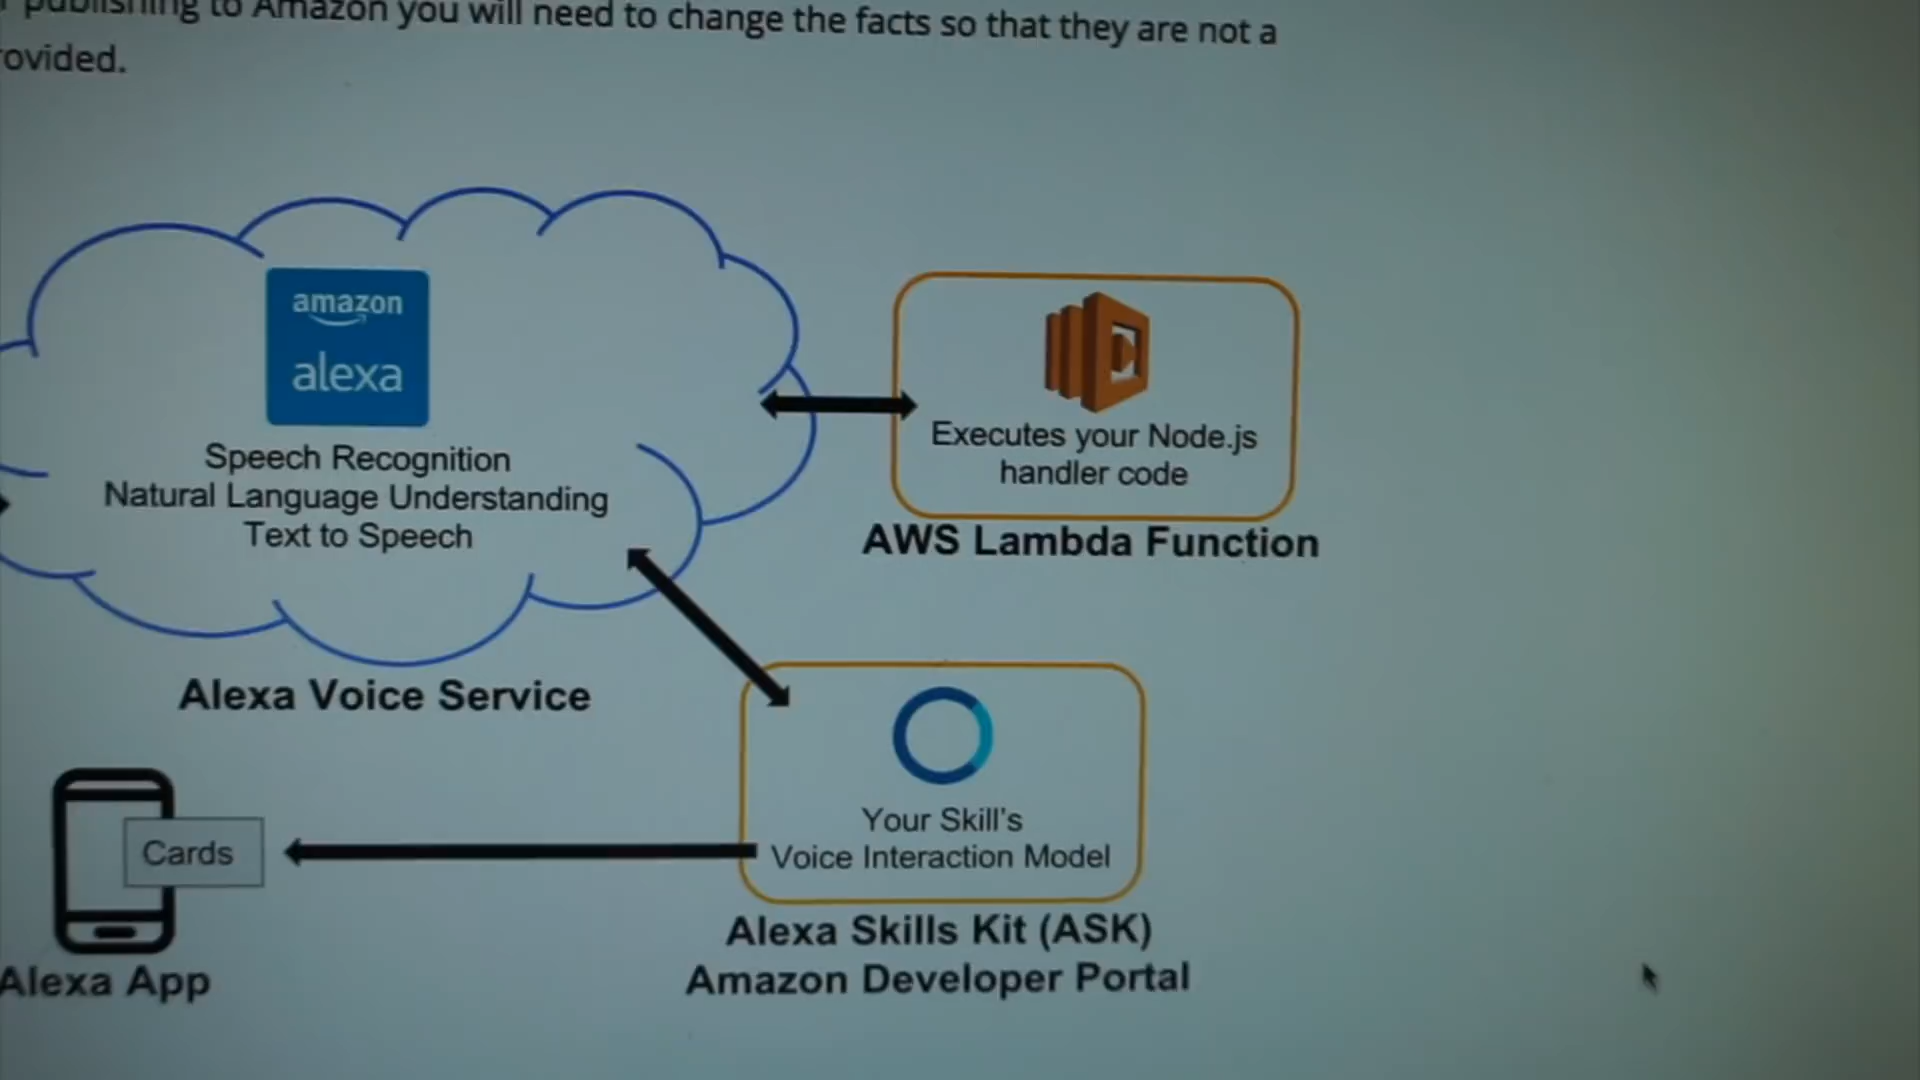 publishing to Amazon you will need to change the facts so that they are not a
rovided.
amazon
alexa
Speech Recognition
Natural Language Understanding
Text to Speech
Alexa Voice Service
Executes your Node.js
handler code
AWS Lambda Function
Your Skill's
Voice Interaction Model
Alexa Skills Kit (ASK)
Amazon Developer Portal
Cards
Alexa App